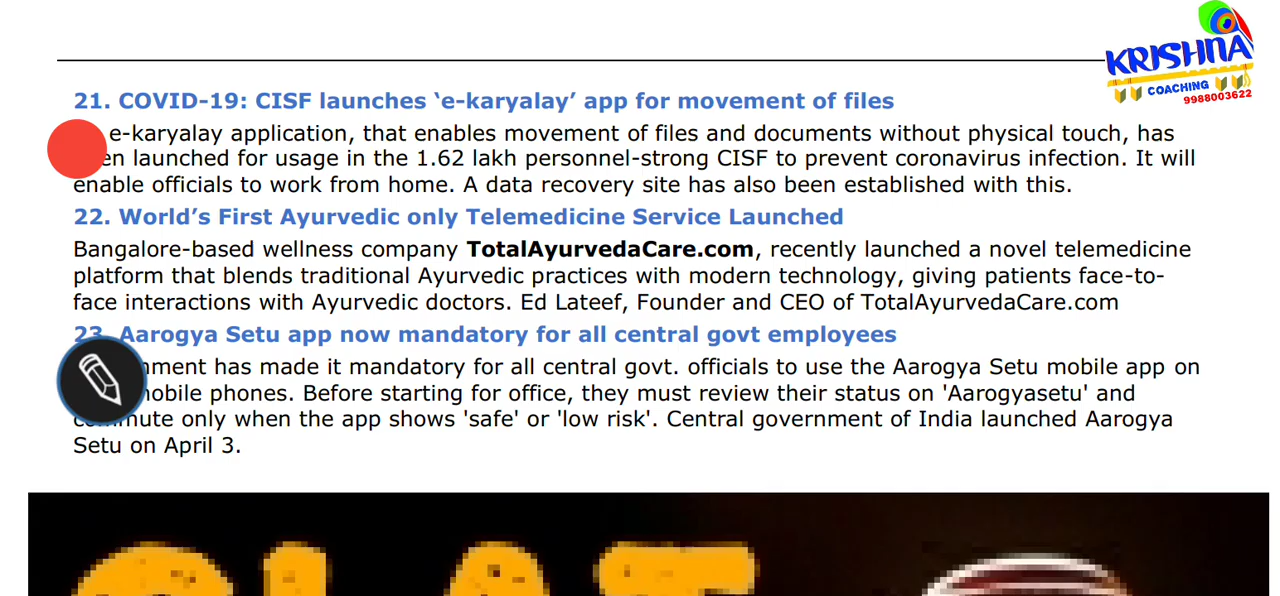 KRISHNA
COACHING
9988003622
21. COVID-19: CISF launches ‘e-karyalay’ app for movement of files
e-karyalay application, that enables movement of files and documents without physical touch, has
en launched for usage in the 1.62 lakh personnel-strong CISF to prevent coronavirus infection. It will
enable officials to work from home. A data recovery site has also been established with this.
22. World’s First Ayurvedic only Telemedicine Service Launched
Bangalore-based wellness company TotalAyurvedaCare.com, recently launched a novel telemedicine
platform that blends traditional Ayurvedic practices with modern technology, giving patients face-to-
face interactions with Ayurvedic doctors. Ed Lateef, Founder and CEO of TotalAyurvedaCare.com
23. Aarogya Setu app now mandatory for all central govt employees
nment has made it mandatory for all central govt. officials to use the Aarogya Setu mobile app on
mobile phones. Before starting for office, they must review their status on 'Aarogyasetu' and
commute only when the app shows 'safe' or 'low risk'. Central government of India launched Aarogya
Setu on April 3.